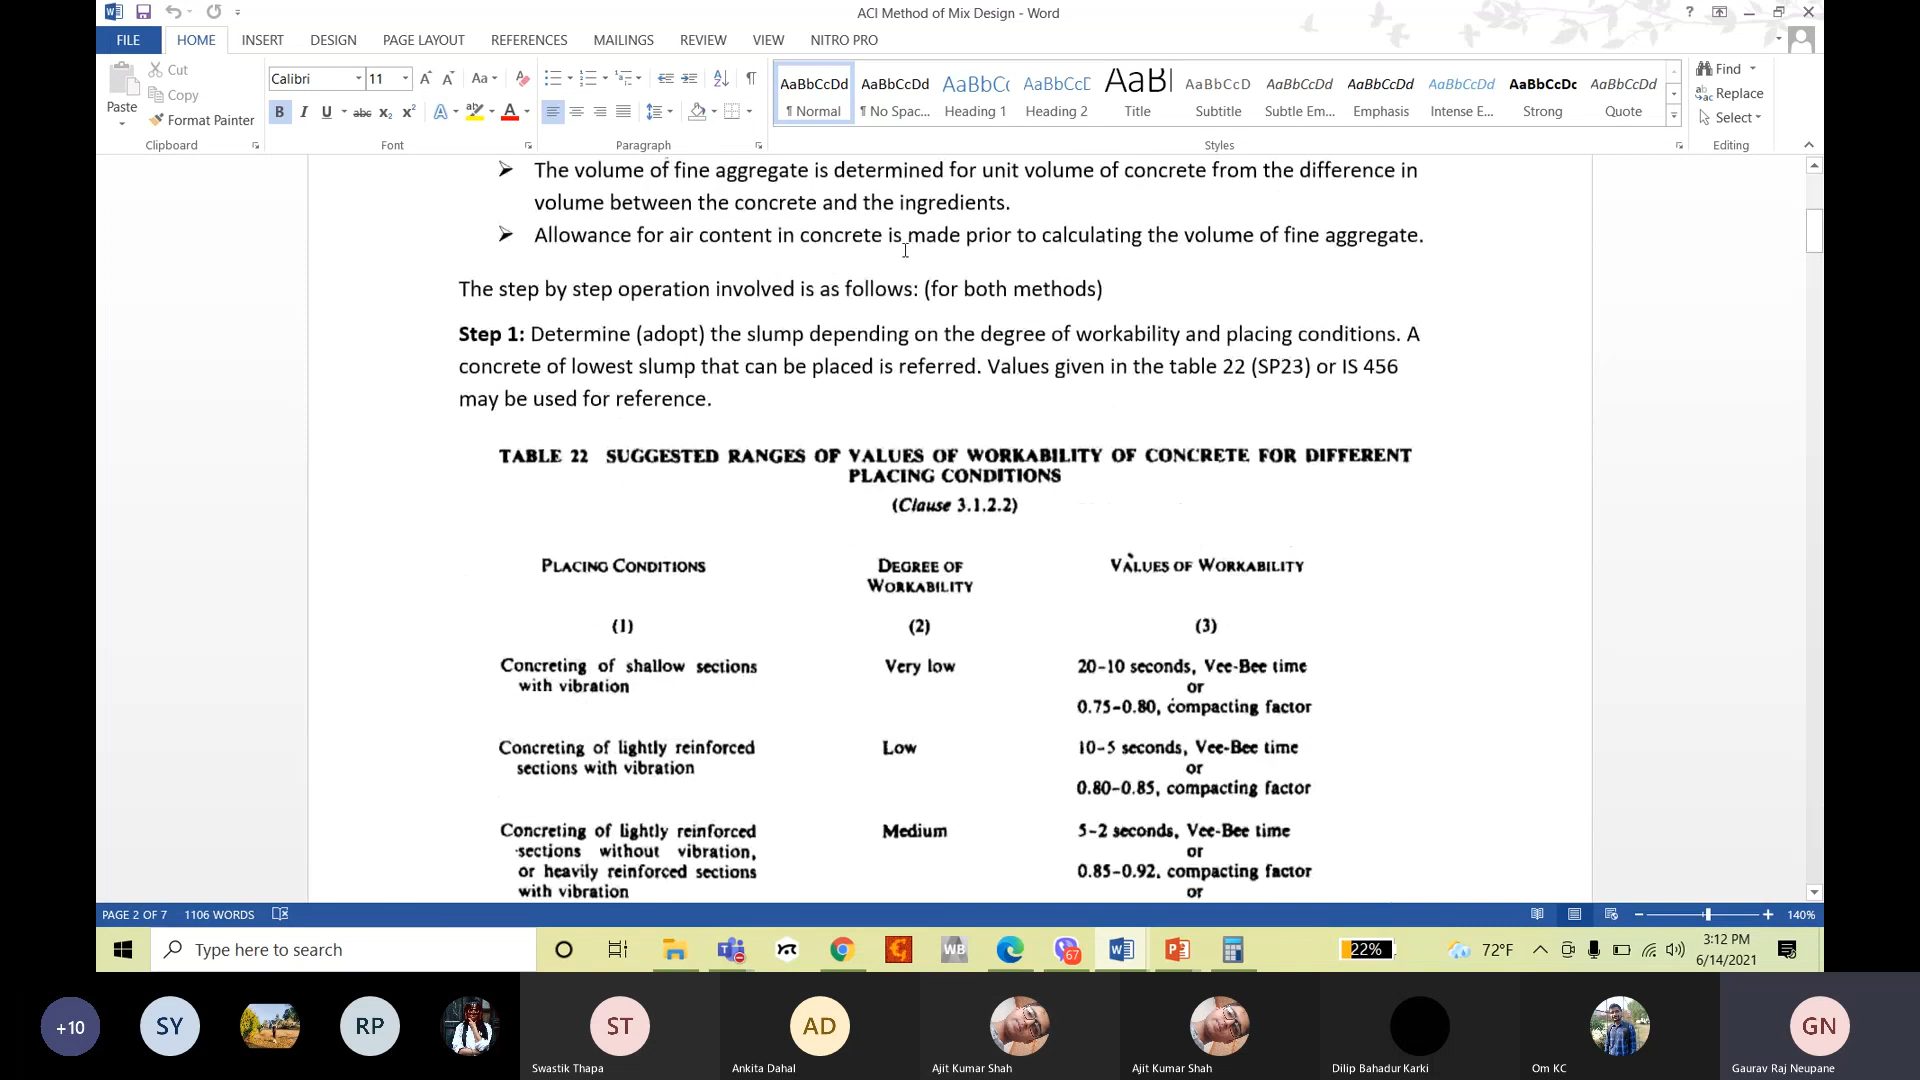 ACI Method of Mix Design - Word
?
FILE HOME INSERT DESIGN PAGE LAYOUT REFERENCES MAILINGS REVIEW VIEW NITRO PRO
Paste
Cut
Copy
Format Painter
Clipboard
Calibri 11
Font
Paragraph
AaBbCcDd AaBbCcDd AaBbCc AaBbCcD AaBl AaBbCcD AaBbCcDd AaBbCcDd AaBbCcDd AaBbCcDc AaBbCcDd
¶ Normal ¶ No Spac... Heading 1 Heading 2 Title Subtitle Subtle Em... Emphasis Intense E... Strong Quote
Styles
Find
Replace
Select
Editing
The volume of fine aggregate is determined for unit volume of concrete from the difference in
volume between the concrete and the ingredients.
Allowance for air content in concrete is made prior to calculating the volume of fine aggregate.
The step by step operation involved is as follows: (for both methods)
Step 1: Determine (adopt) the slump depending on the degree of workability and placing conditions. A
concrete of lowest slump that can be placed is referred. Values given in the table 22 (SP23) or IS 456
may be used for reference.
TABLE 22 SUGGESTED RANGES OF VALUES OF WORKABILITY OF CONCRETE FOR DIFFERENT
PLACING CONDITIONS
(Clause 3.1.2.2)
PLACING CONDITIONS DEGREE OF WORKABILITY VALUES OF WORKABILITY
(1) (2) (3)
Concreting of shallow sections Very low 20-10 seconds, Vee-Bee time
with vibration or
0.75-0.80, compacting factor
Concreting of lightly reinforced Low 10-5 seconds, Vee-Bee time
sections with vibration or
0.80-0.85, compacting factor
Concreting of lightly reinforced Medium 5-2 seconds, Vee-Bee time
sections without vibration, or
or heavily reinforced sections 0.85-0.92, compacting factor
with vibration or
PAGE 2 OF 7 1106 WORDS 140%
Type here to search
WB
67
22%
72°F
3:12 PM
6/14/2021
+10 SY RP ST AD GN
Swastik Thapa Ankita Dahal Ajit Kumar Shah Ajit Kumar Shah Dilip Bahadur Karki Om KC Gaurav Raj Neupane